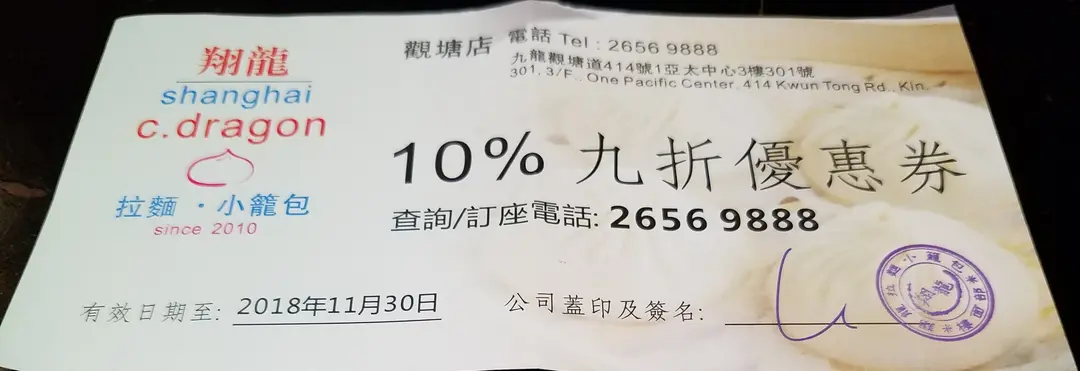 翔龍
shanghai
c.dragon
拉麵・小籠包
since 2010
觀塘店
電話 Tel : 2656 9888
九龍觀塘道414號1亞太中心3樓301號
301, 3/F., One Pacific Center, 414 Kwun Tong Rd., Kln.
10% 九折優惠券
查詢/訂座電話: 2656 9888
有效日期至: 2018年11月30日
公司蓋印及簽名: